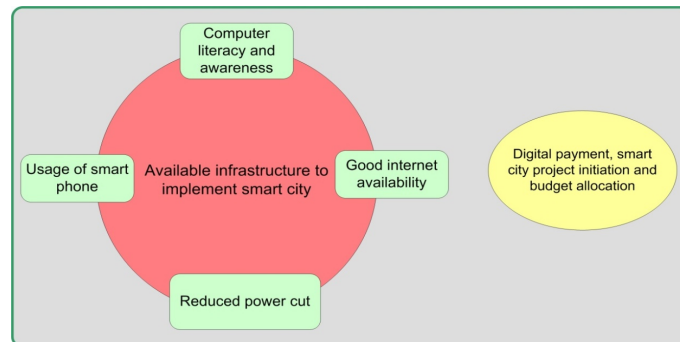 Computer
literacy and
awareness
Usage of smart
phone
Available infrastructure to
implement smart city
Good internet
availability
Reduced power cut
Digital payment, smart
city project initiation and
budget allocation